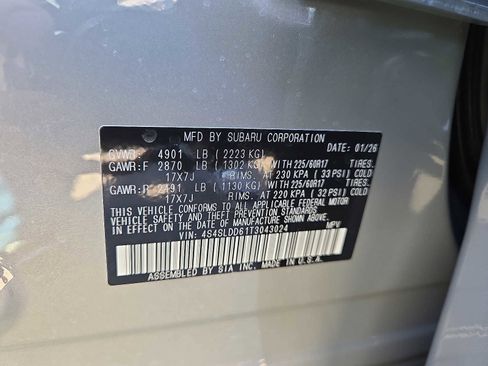 MFD BY SUBARU CORPORATION DATE: 01/26
GVWR: 4901 LB (2223 KG)
GAWR:F 2870 LB (1302 KG) WITH 225/60R17 TIRES.
17X7J RIMS. AT 230 KPA (33 PSI) COLD
GAWR:R 2491 LB (1130 KG) WITH 225/60R17 TIRES.
17X7J RIMS. AT 220 KPA (32 PSI) COLD
THIS VEHICLE CONFORMS TO ALL APPLICABLE FEDERAL MOTOR
VEHICLE SAFETY, BUMPER AND THEFT PREVENTION STANDARDS
IN EFFECT ON THE DATE OF MANUFACTURE SHOWN ABOVE.
VIN: 4S4SLDD61T3043024 MPV
ASSEMBLED BY SIA INC. MADE IN U.S.A.